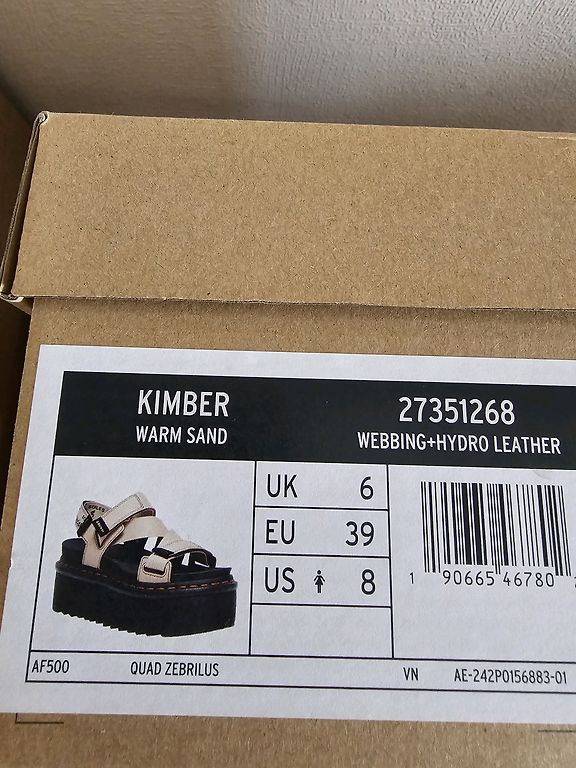 KIMBER
WARM SAND
27351268
WEBBING+HYDRO LEATHER
UK 6
EU 39
US 8
1 90665 46780
AF500 QUAD ZEBRILUS VN AE-242P0156883-01